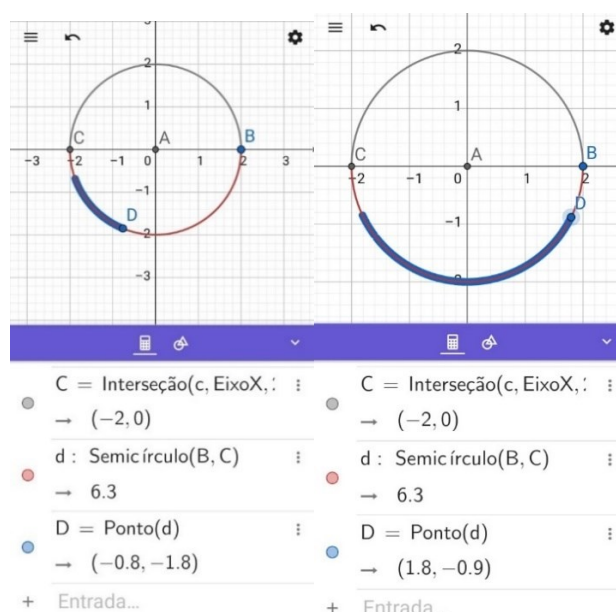 3
2
1
C
A
B
−3
−2
−1
0
1
2
3
−1
D
−2
−3
C = Interseção(c, EixoX, :
→ (−2, 0)
d : Semicírculo(B, C)
→ 6.3
D = Ponto(d)
→ (−0.8, −1.8)
+ Entrada...
2
1
C
A
B
−2
−1
0
1
2
D
−1
C = Interseção(c, EixoX, :
→ (−2, 0)
d : Semicírculo(B, C)
→ 6.3
D = Ponto(d)
→ (1.8, −0.9)
+ Entrada